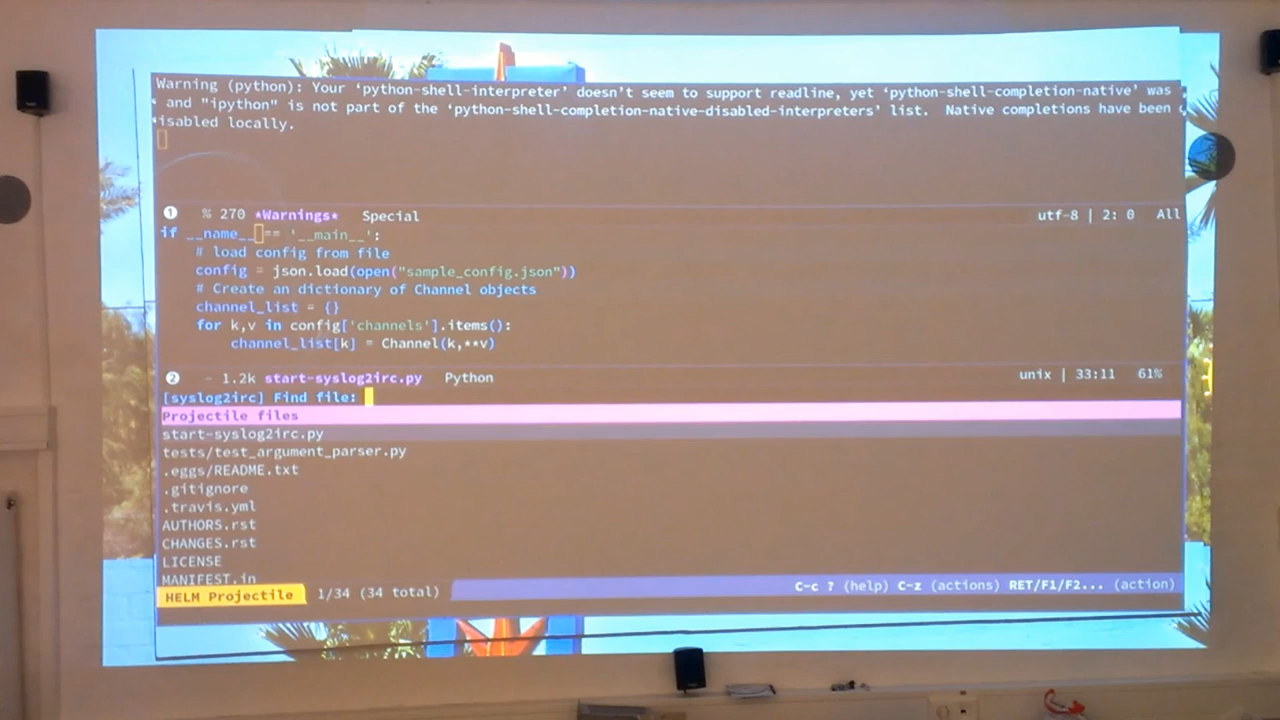 Warning (python): Your ‘python-shell-interpreter’ doesn’t seem to support readline, yet ‘python-shell-completion-native’ was
and "ipython" is not part of the ‘python-shell-completion-native-disabled-interpreters’ list. Native completions have been
isabled locally.
1 % 270 *Warnings* Special utf-8 | 2: 0 All
if __name__ == '__main__':
# load config from file
config = json.load(open("sample_config.json"))
# Create an dictionary of Channel objects
channel_list = {}
for k,v in config['channels'].items():
channel_list[k] = Channel(k,**v)
2 - 1.2k start-syslog2irc.py Python unix | 33:11 61%
[syslog2irc] Find file:
Projectile files
start-syslog2irc.py
tests/test_argument_parser.py
.eggs/README.txt
.gitignore
.travis.yml
AUTHORS.rst
CHANGES.rst
LICENSE
MANIFEST.in
HELM Projectile 1/34 (34 total) C-c ? (help) C-z (actions) RET/F1/F2... (action)